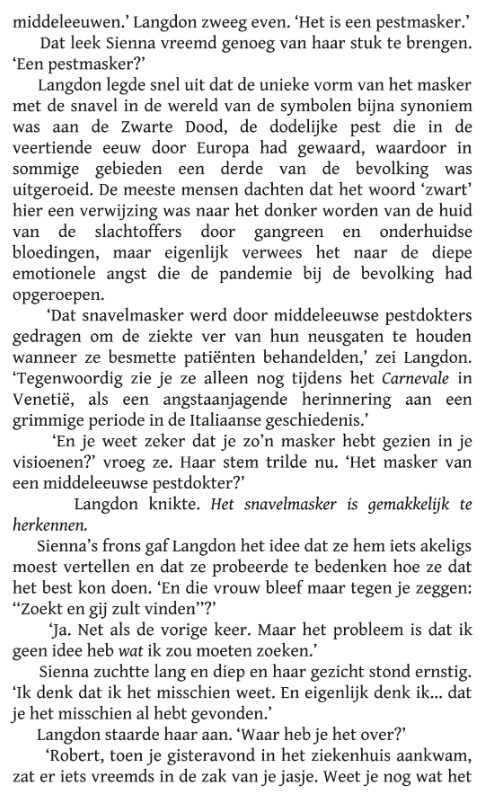 middeleeuwen.’ Langdon zweeg even. ‘Het is een pestmasker.’
Dat leek Sienna vreemd genoeg van haar stuk te brengen.
‘Een pestmasker?’
Langdon legde snel uit dat de unieke vorm van het masker
met de snavel in de wereld van de symbolen bijna synoniem
was aan de Zwarte Dood, de dodelijke pest die in de
veertiende eeuw door Europa had gewaard, waardoor in
sommige gebieden een derde van de bevolking was
uitgeroeid. De meeste mensen dachten dat het woord ‘zwart’
hier een verwijzing was naar het donker worden van de huid
van de slachtoffers door gangreen en onderhuidse
bloedingen, maar eigenlijk verwees het naar de diepe
emotionele angst die de pandemie bij de bevolking had
opgeroepen.
‘Dat snavelmasker werd door middeleeuwse pestdokters
gedragen om de ziekte ver van hun neusgaten te houden
wanneer ze besmette patiënten behandelden,’ zei Langdon.
‘Tegenwoordig zie je ze alleen nog tijdens het Carnevale in
Venetië, als een angstaanjagende herinnering aan een
grimmige periode in de Italiaanse geschiedenis.’
‘En je weet zeker dat je zo’n masker hebt gezien in je
visioenen?’ vroeg ze. Haar stem trilde nu. ‘Het masker van
een middeleeuwse pestdokter?’
Langdon knikte. Het snavelmasker is gemakkelijk te
herkennen.
Sienna’s frons gaf Langdon het idee dat ze hem iets akeligs
moest vertellen en dat ze probeerde te bedenken hoe ze dat
het best kon doen. ‘En die vrouw bleef maar tegen je zeggen:
“Zoekt en gij zult vinden”?’
‘Ja. Net als de vorige keer. Maar het probleem is dat ik
geen idee heb wat ik zou moeten zoeken.’
Sienna zuchtte lang en diep en haar gezicht stond ernstig.
‘Ik denk dat ik het misschien weet. En eigenlijk denk ik... dat
je het misschien al hebt gevonden.’
Langdon staarde haar aan. ‘Waar heb je het over?’
‘Robert, toen je gisteravond in het ziekenhuis aankwam,
zat er iets vreemds in de zak van je jasje. Weet je nog wat het